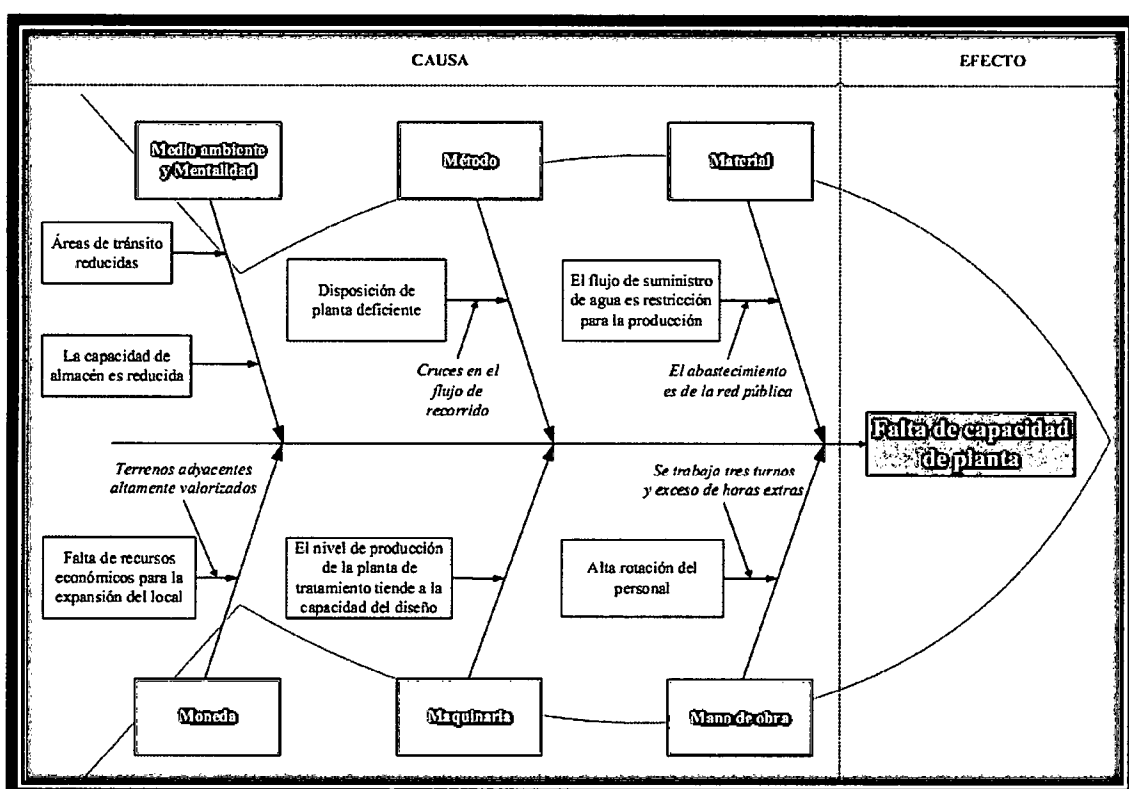 CAUSA
EFECTO
Medio ambiente
y Mentalidad
Método
Material
Áreas de tránsito
reducidas
Disposición de
planta deficiente
El flujo de suministro
de agua es restricción
para la producción
La capacidad de
almacén es reducida
Cruces en el
flujo de
recorrido
El abastecimiento
es de la red pública
Falta de capacidad
de planta
Terrenos adyacentes
altamente valorizados
Se trabaja tres turnos
y exceso de horas extras
Falta de recursos
económicos para la
expansión del local
El nivel de producción
de la planta de
tratamiento tiende a la
capacidad del diseño
Alta rotación del
personal
Moneda
Maquinaria
Mano de obra